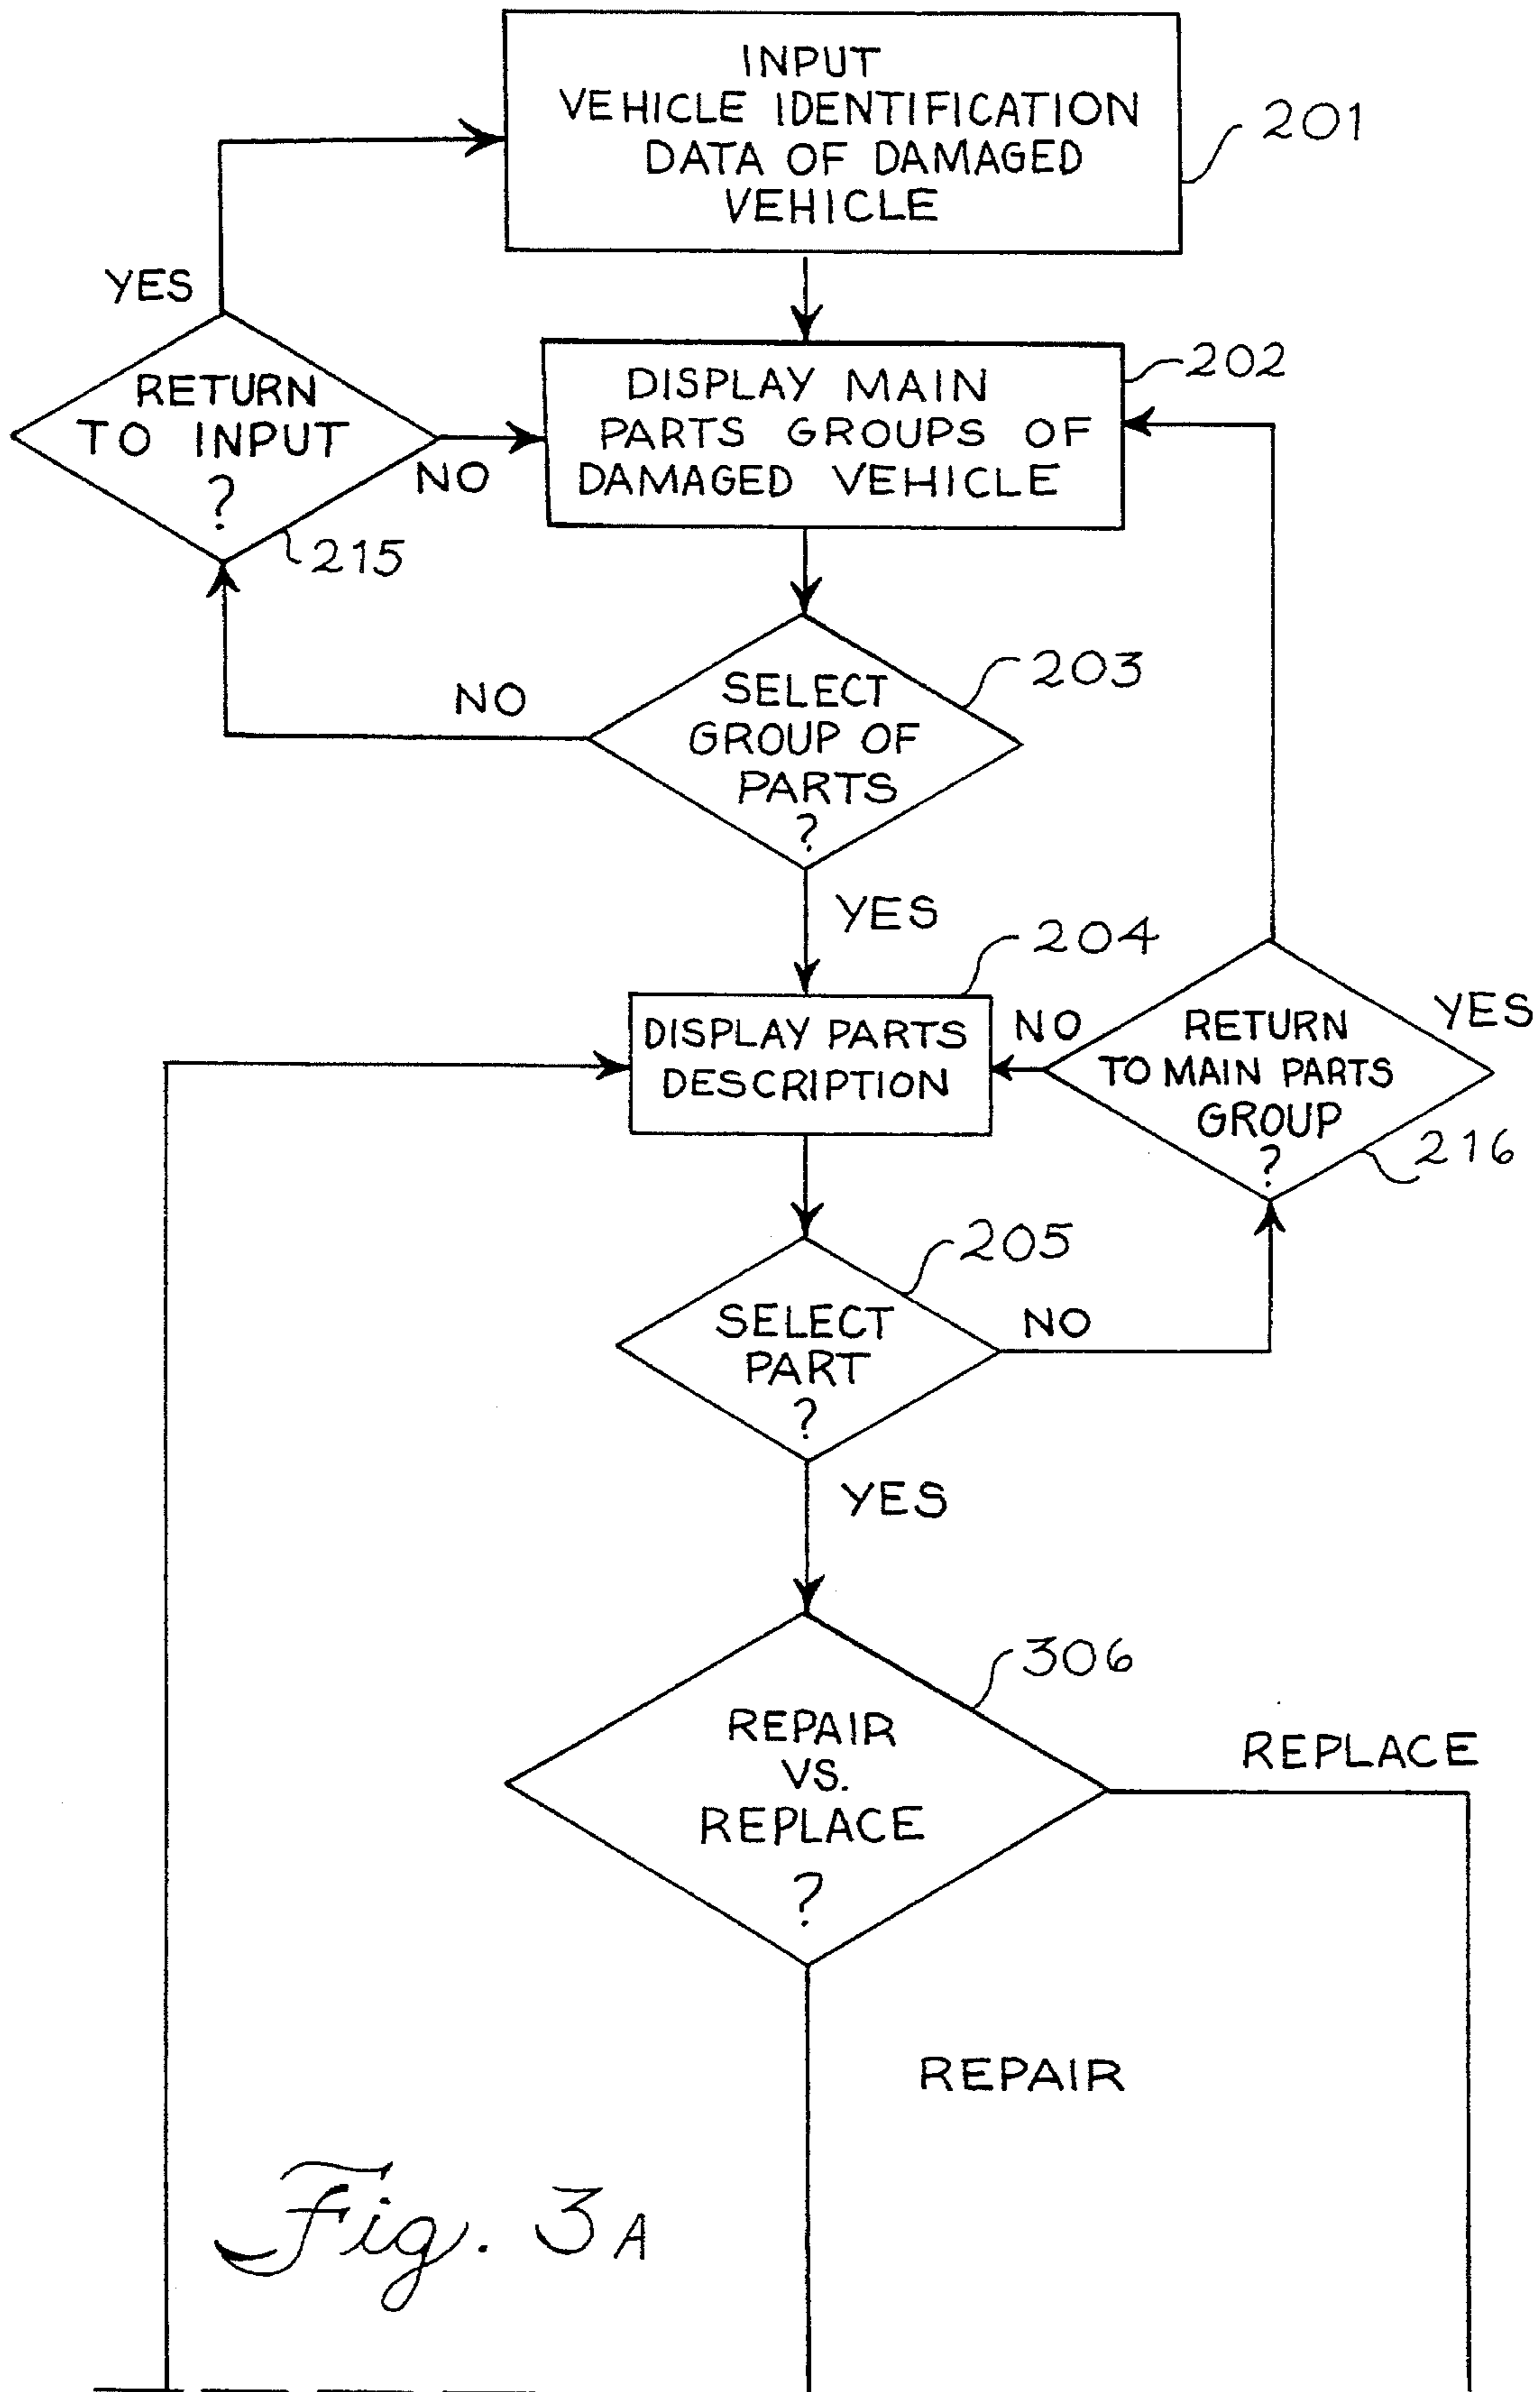 INPUT
VEHICLE IDENTIFICATION
DATA OF DAMAGED
VEHICLE
201
YES
RETURN
TO INPUT
?
215
NO
DISPLAY MAIN
PARTS GROUPS OF
DAMAGED VEHICLE
202
NO
SELECT
GROUP OF
PARTS
?
203
YES
204
DISPLAY PARTS
DESCRIPTION
NO
RETURN
TO MAIN PARTS
GROUP
?
YES
216
205
SELECT
PART
?
NO
YES
306
REPAIR
VS.
REPLACE
?
REPLACE
REPAIR
Fig. 3A